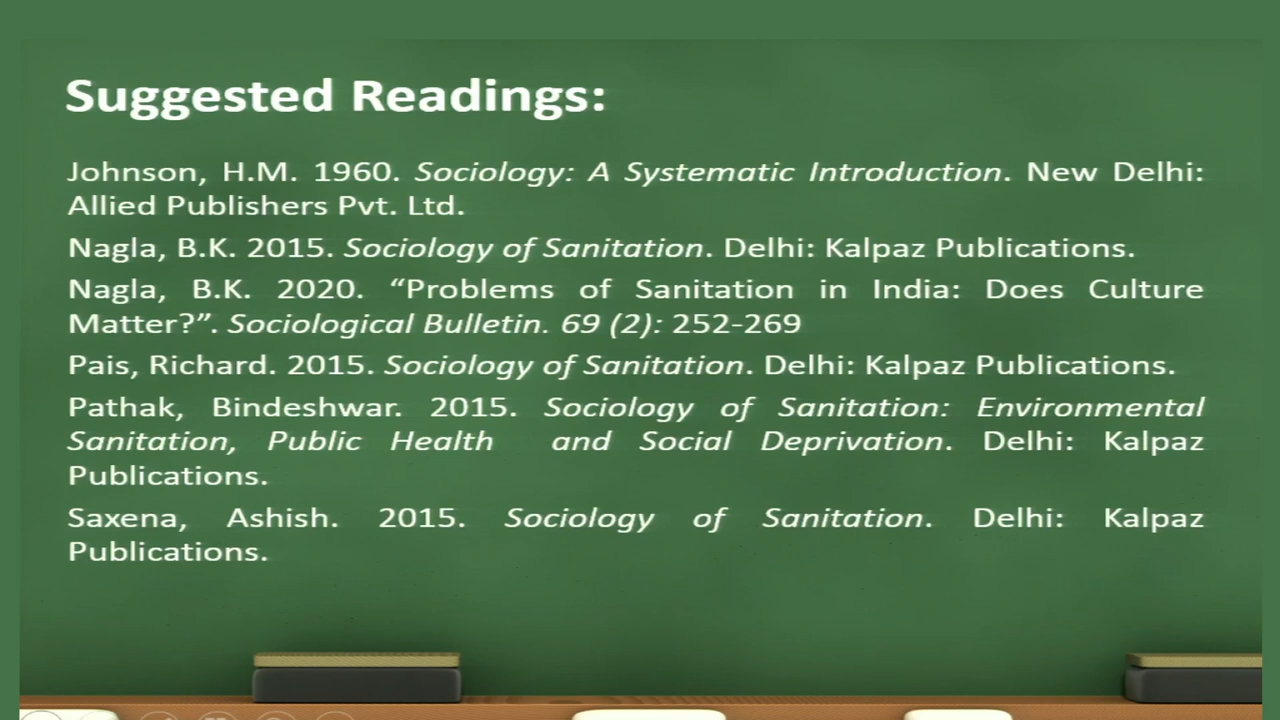 Suggested Readings:
Johnson, H.M. 1960. Sociology: A Systematic Introduction. New Delhi:
Allied Publishers Pvt. Ltd.
Nagla, B.K. 2015. Sociology of Sanitation. Delhi: Kalpaz Publications.
Nagla, B.K. 2020. “Problems of Sanitation in India: Does Culture
Matter?”. Sociological Bulletin. 69 (2): 252-269
Pais, Richard. 2015. Sociology of Sanitation. Delhi: Kalpaz Publications.
Pathak, Bindeshwar. 2015. Sociology of Sanitation: Environmental
Sanitation, Public Health and Social Deprivation. Delhi: Kalpaz
Publications.
Saxena, Ashish. 2015. Sociology of Sanitation. Delhi: Kalpaz
Publications.